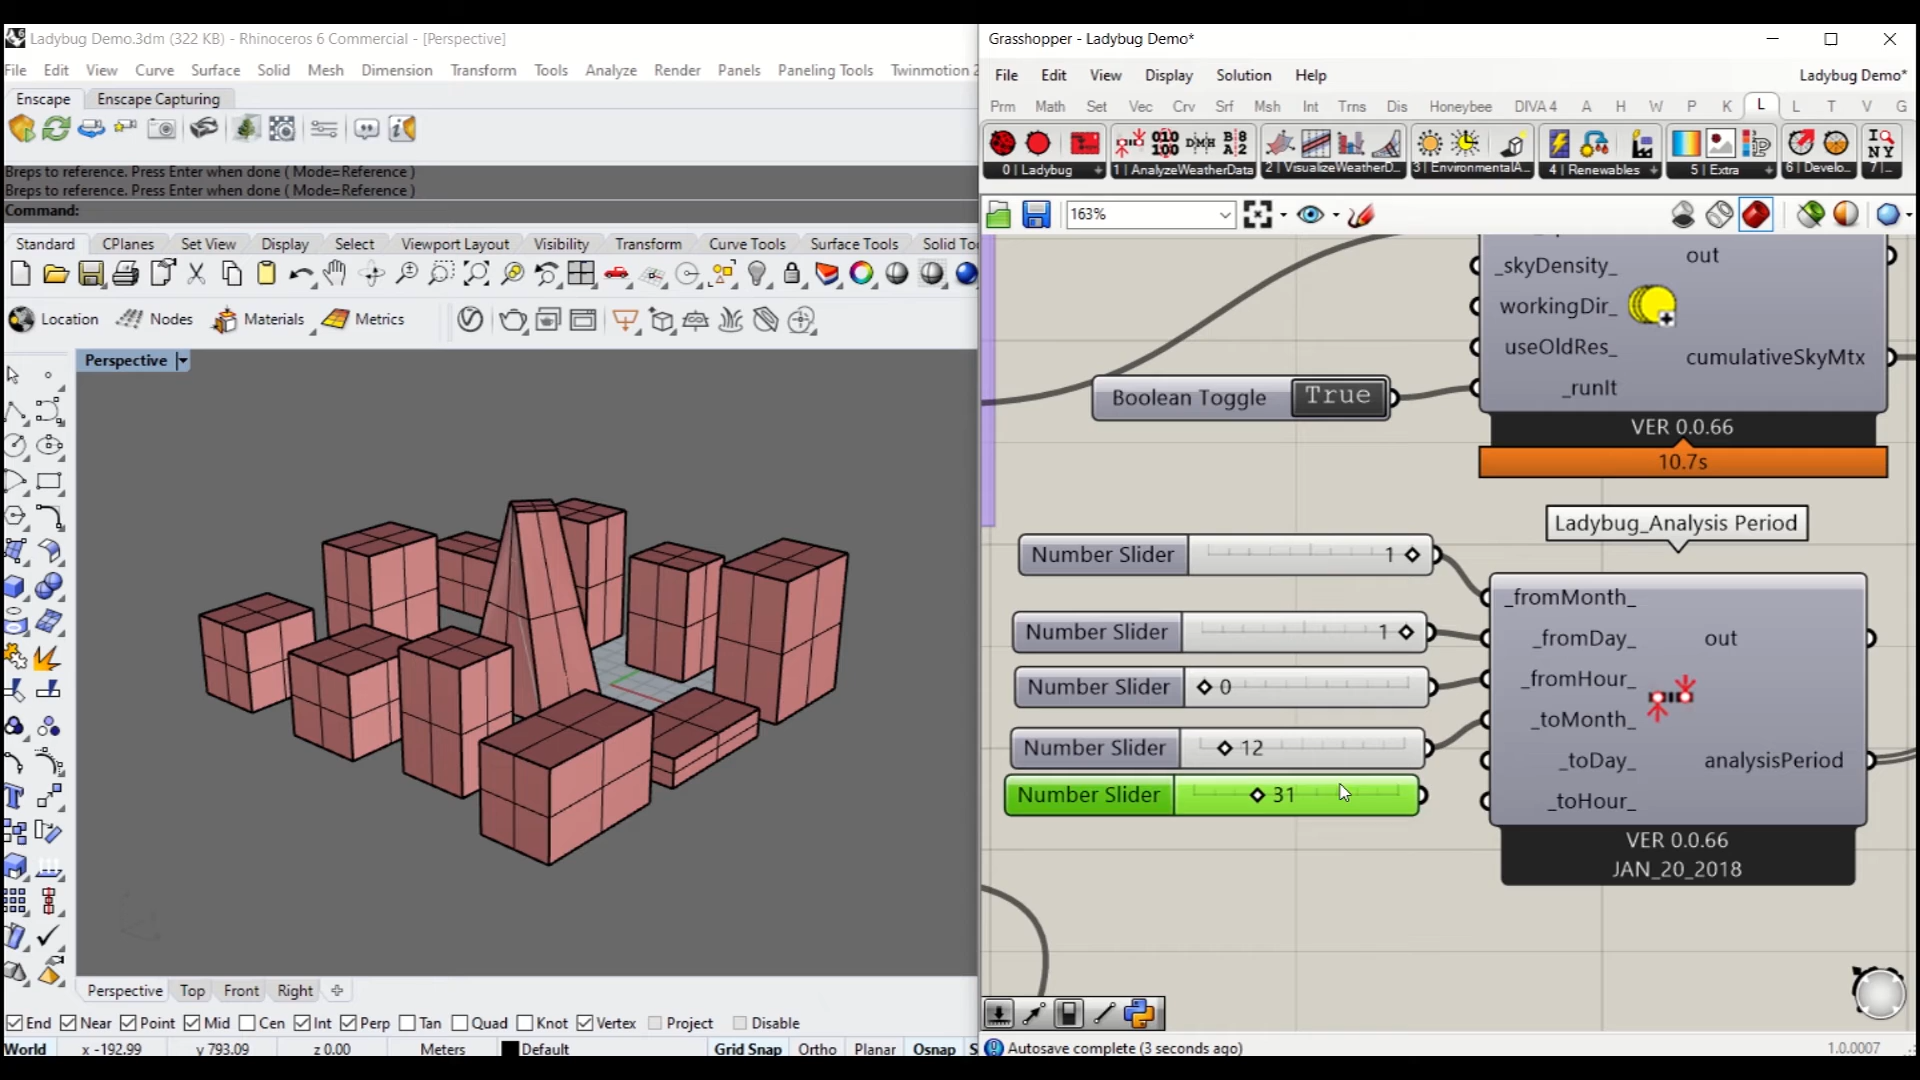 Ladybug Demo.3dm (322 KB) - Rhinoceros 6 Commercial - [Perspective]
File Edit View Curve Surface Solid Mesh Dimension Transform Tools Analyze Render Panels Paneling Tools Twinmotion 2
Enscape Enscape Capturing
Breps to reference. Press Enter when done ( Mode=Reference )
Breps to reference. Press Enter when done ( Mode=Reference )
Command:
Standard CPlanes Set View Display Select Viewport Layout Visibility Transform Curve Tools Surface Tools Solid To
Location Nodes Materials Metrics
Perspective
Perspective Top Front Right
End Near Point Mid Cen Int Perp Tan Quad Knot Vertex Project Disable
World x -192.99 y 793.09 z 0.00 Meters Default Grid Snap Ortho Planar Osnap S
Grasshopper - Ladybug Demo*
File Edit View Display Solution Help Ladybug Demo*
Prm Math Set Vec Crv Srf Msh Int Trns Dis Honeybee DIVA4 A H W P K L L T V G
0 | Ladybug 1 | AnalyzeWeatherData 2 | VisualizeWeatherD... 3 | EnvironmentalA... 4 | Renewables 5 | Extra 6 | Develo... 7 |...
163%
_skyDensity_
out
workingDir_
useOldRes_
cumulativeSkyMtx
_runIt
Boolean Toggle True
VER 0.0.66
10.7s
Ladybug_Analysis Period
Number Slider 1
_fromMonth_
Number Slider 1
_fromDay_
out
Number Slider 0
_fromHour_
_toMonth_
Number Slider 12
_toDay_
analysisPeriod
Number Slider 31
_toHour_
VER 0.0.66
JAN_20_2018
Autosave complete (3 seconds ago)
1.0.0007